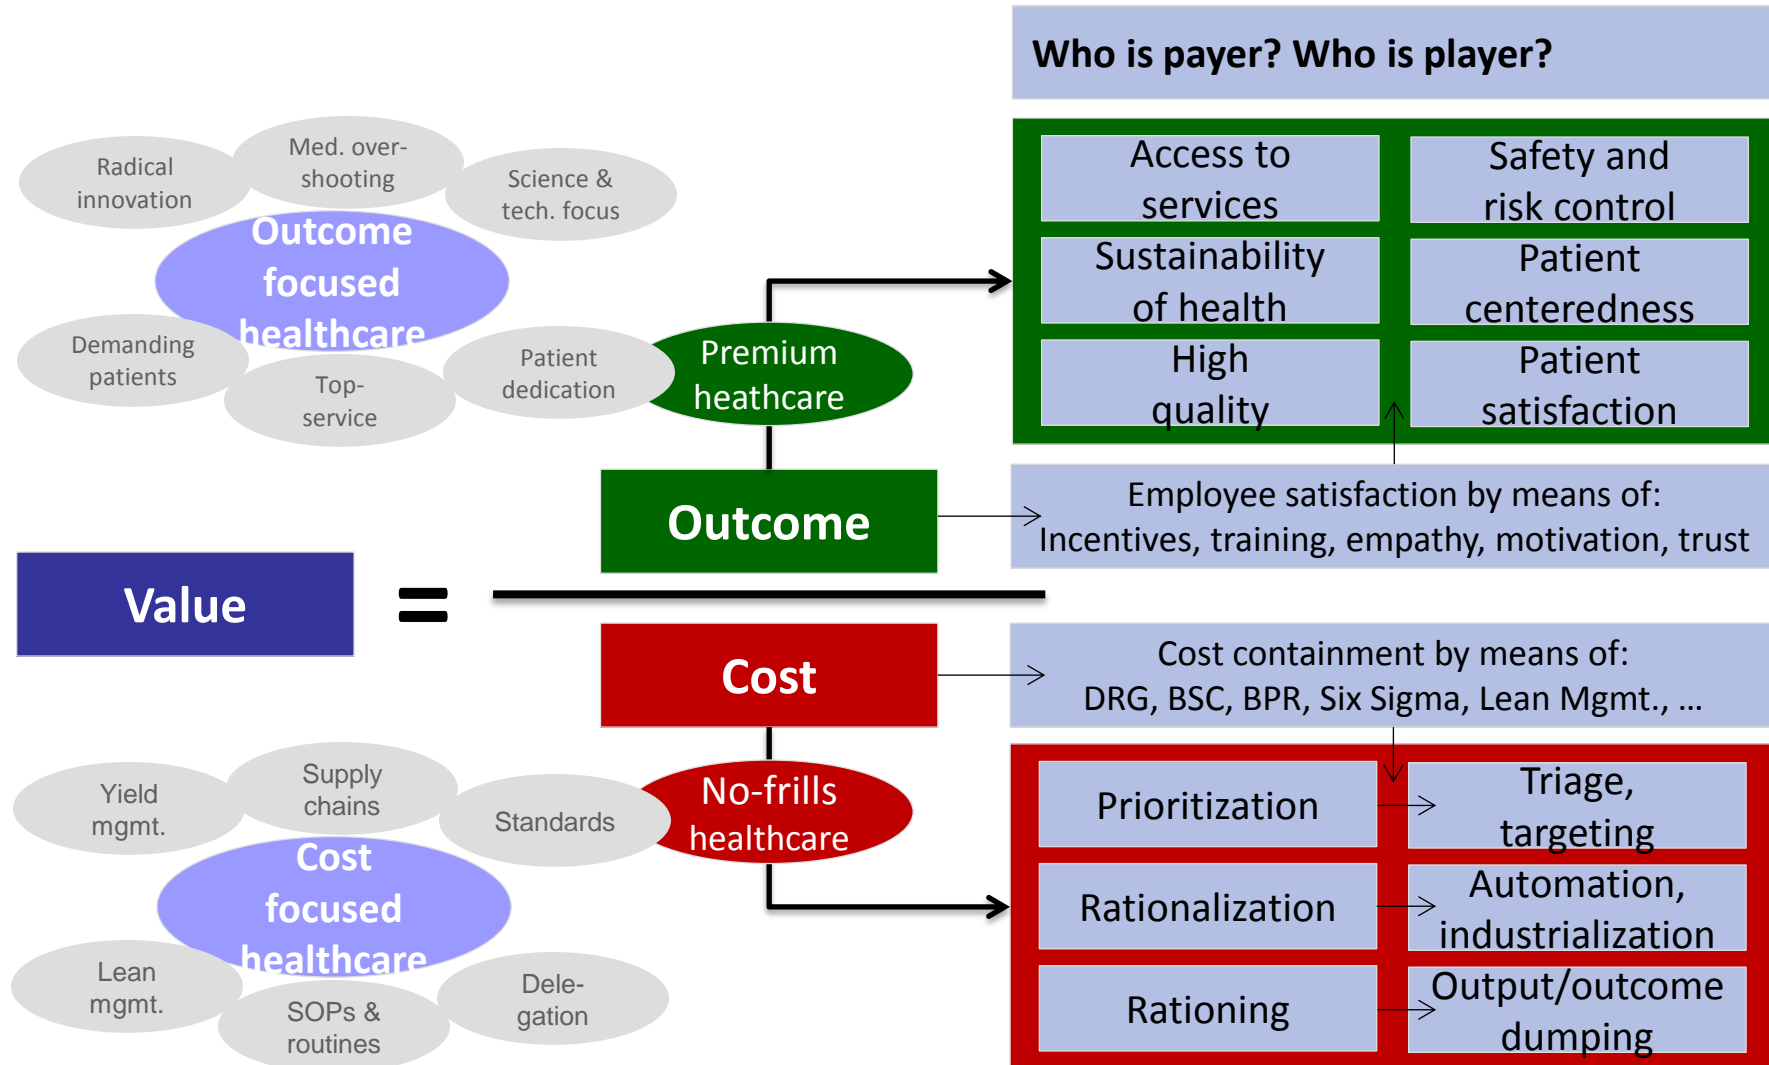 Who is payer? Who is player?
Radical
innovation
Med. over-
shooting
Science &
tech. focus
Outcome
focused
healthcare
Demanding
patients
Top-
service
Patient
dedication
Premium
heathcare
Access to
services
Safety and
risk control
Sustainability
of health
Patient
centeredness
High
quality
Patient
satisfaction
Outcome
Employee satisfaction by means of:
Incentives, training, empathy, motivation, trust
Value
=
Cost
Cost containment by means of:
DRG, BSC, BPR, Six Sigma, Lean Mgmt., ...
Yield
mgmt.
Supply
chains
Standards
No-frills
healthcare
Cost
focused
healthcare
Lean
mgmt.
SOPs &
routines
Dele-
gation
Prioritization
Triage,
targeting
Rationalization
Automation,
industrialization
Rationing
Output/outcome
dumping